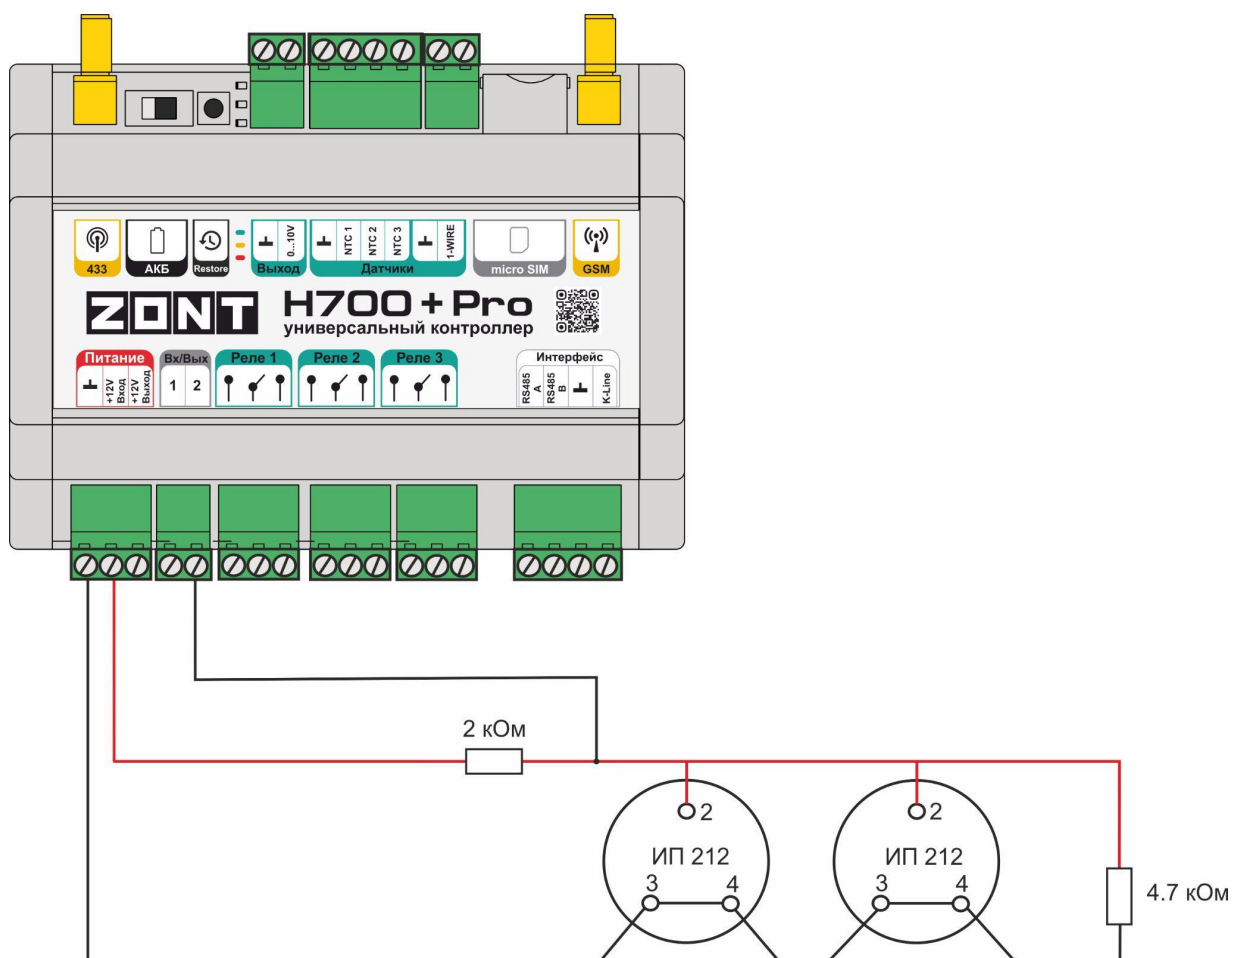 433
АКБ
Restore
0...10V
Выход
NTC 1
NTC 2
NTC 3
1-WIRE
Датчики
micro SIM
GSM
ZONT
H700+Pro
универсальный контроллер
Питание
+12V
Вход
+12V
Выход
Вх/Вых
1 2
Реле 1
Реле 2
Реле 3
Интерфейс
RS485
A
RS485
B
K-Line
2 кОм
2
ИП 212
3 4
2
ИП 212
3 4
4.7 кОм